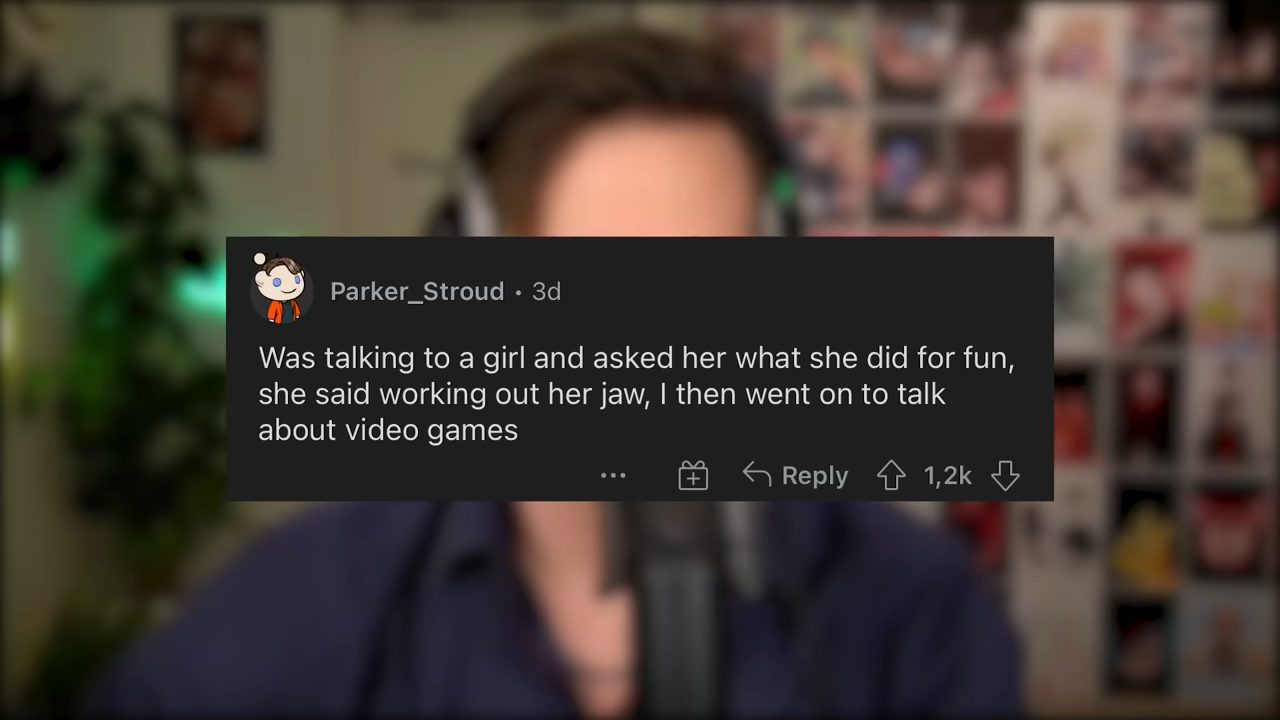 Parker_Stroud • 3d
Was talking to a girl and asked her what she did for fun,
she said working out her jaw, I then went on to talk
about video games
... Reply 1,2k